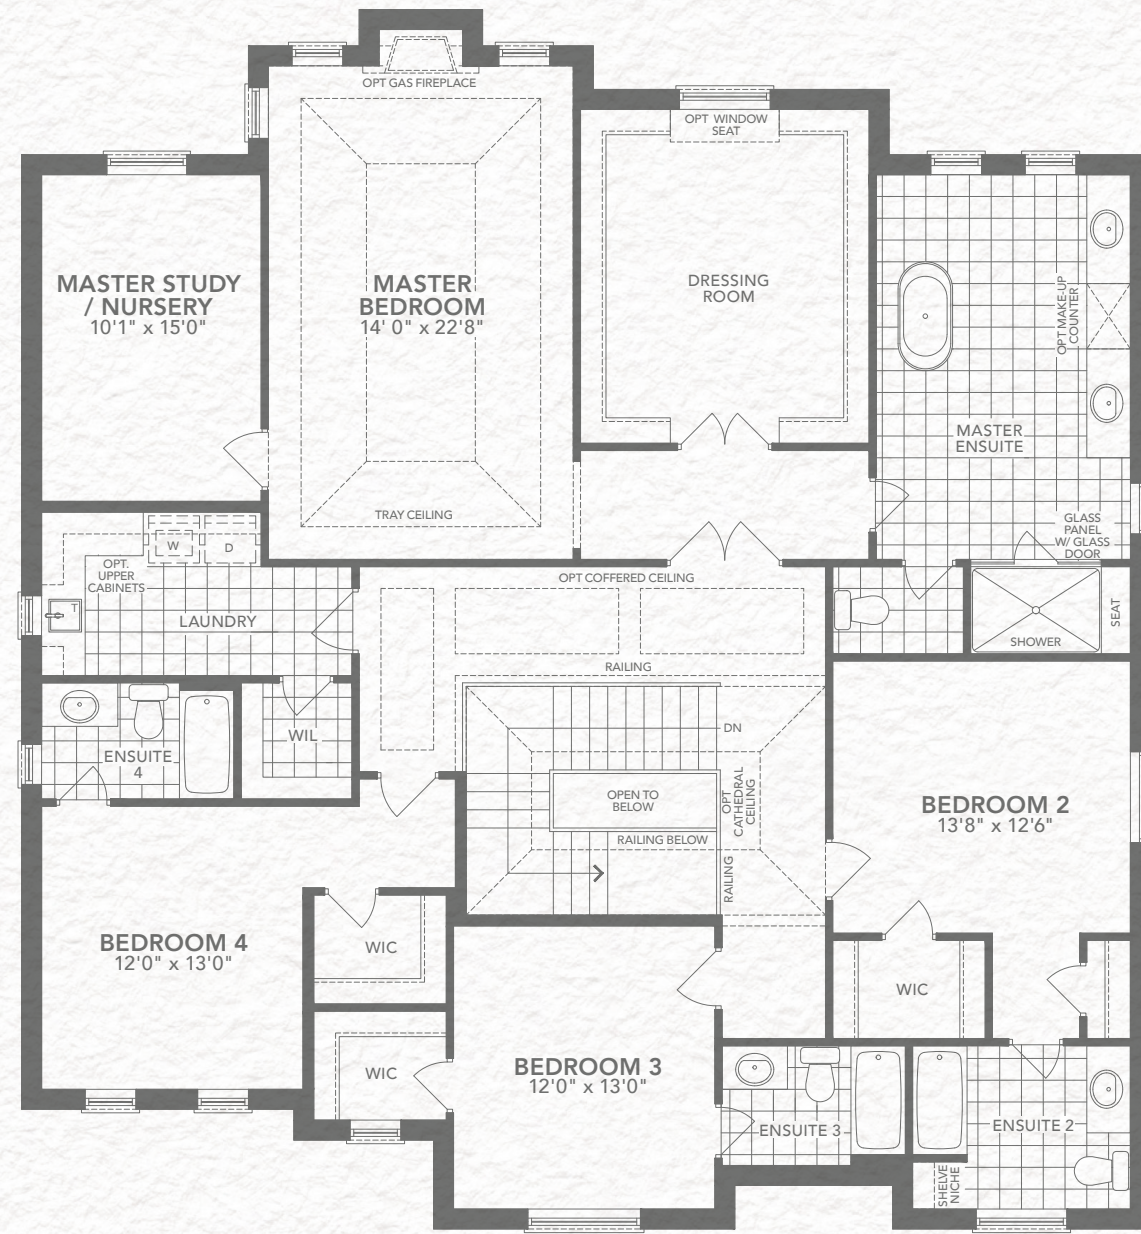 OPT GAS FIREPLACE
OPT WINDOW
SEAT
MASTER STUDY
/ NURSERY
10'1" x 15'0"
MASTER
BEDROOM
14' 0" x 22'8"
DRESSING
ROOM
OPT MAKE-UP
COUNTER
MASTER
ENSUITE
TRAY CEILING
GLASS
PANEL
W/ GLASS
DOOR
W
D
OPT.
UPPER
CABINETS
T
LAUNDRY
OPT COFFERED CEILING
SEAT
SHOWER
RAILING
DN
WIL
ENSUITE
4
OPEN TO
BELOW
OPT
CATHEDRAL
CEILING
RAILING BELOW
RAILING
BEDROOM 2
13'8" x 12'6"
BEDROOM 4
12'0" x 13'0"
WIC
WIC
WIC
BEDROOM 3
12'0" x 13'0"
ENSUITE 3
ENSUITE 2
SHELVE
NICHE